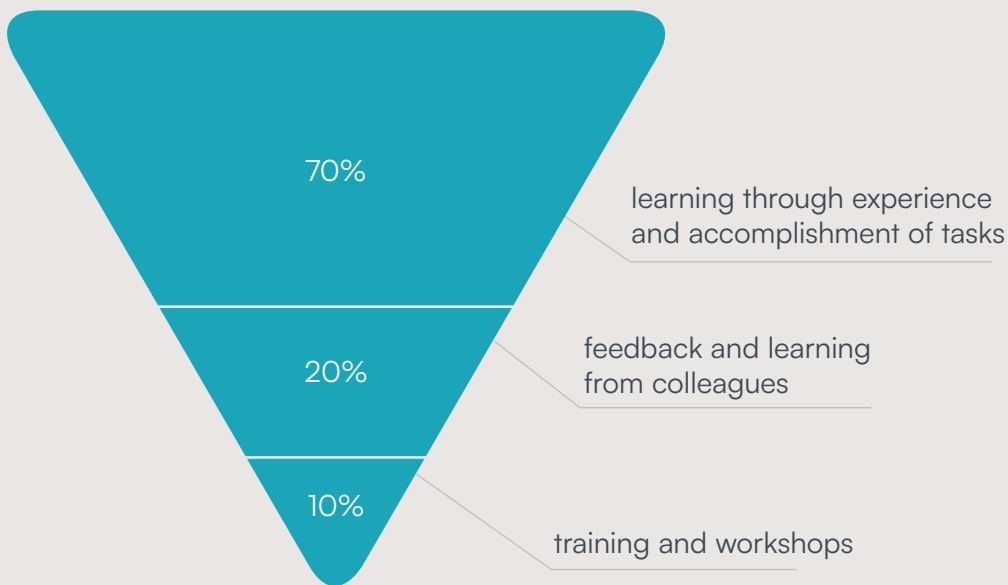 70%
learning through experience
and accomplishment of tasks
20%
feedback and learning
from colleagues
10%
training and workshops